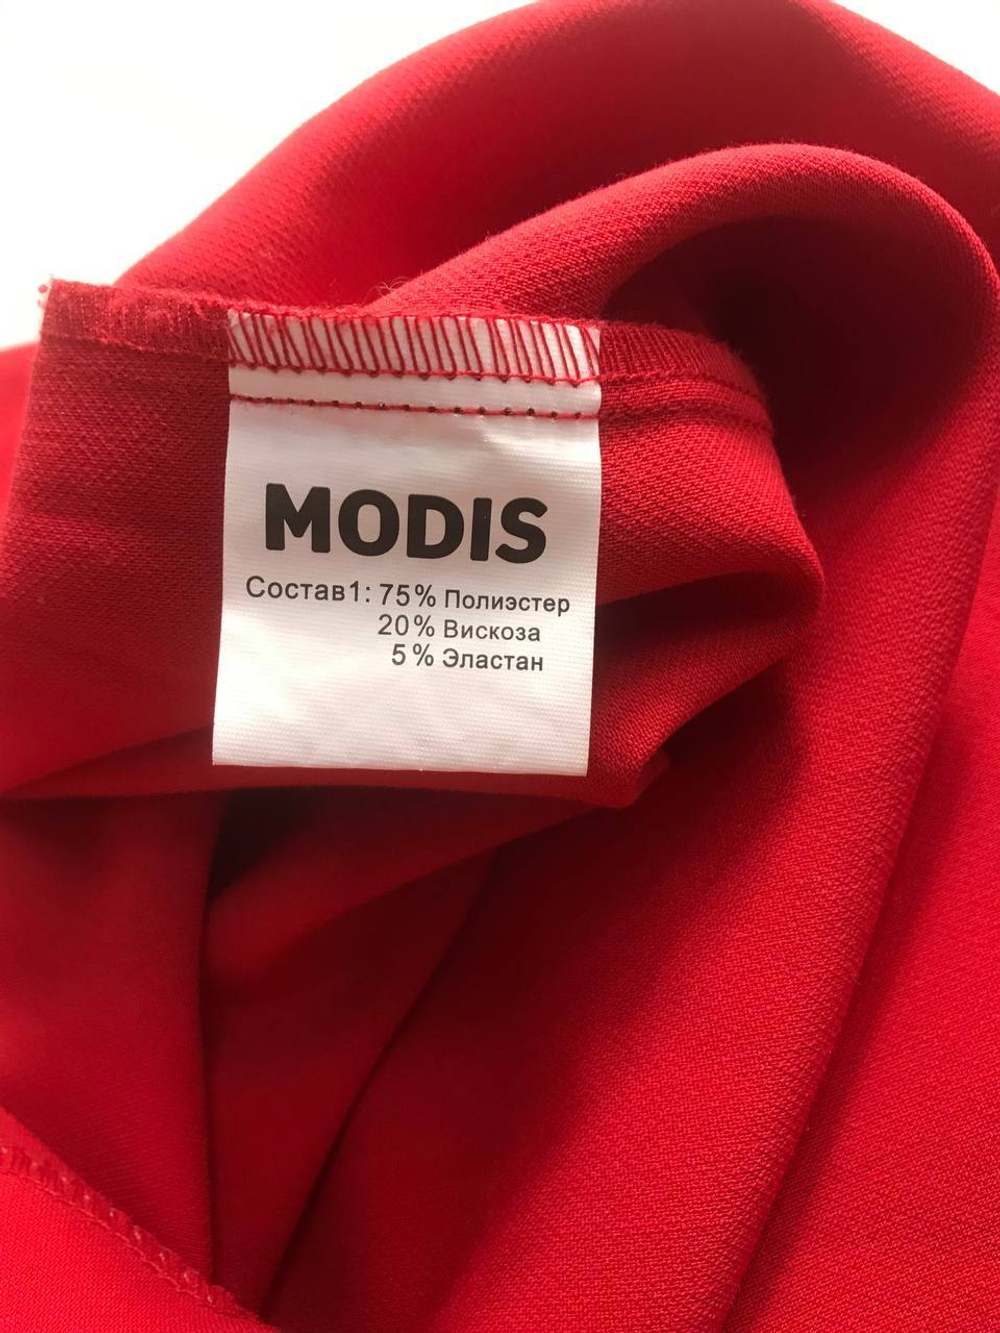 MODIS
Состав1: 75% Полиэстер
20% Вискоза
5% Эластан